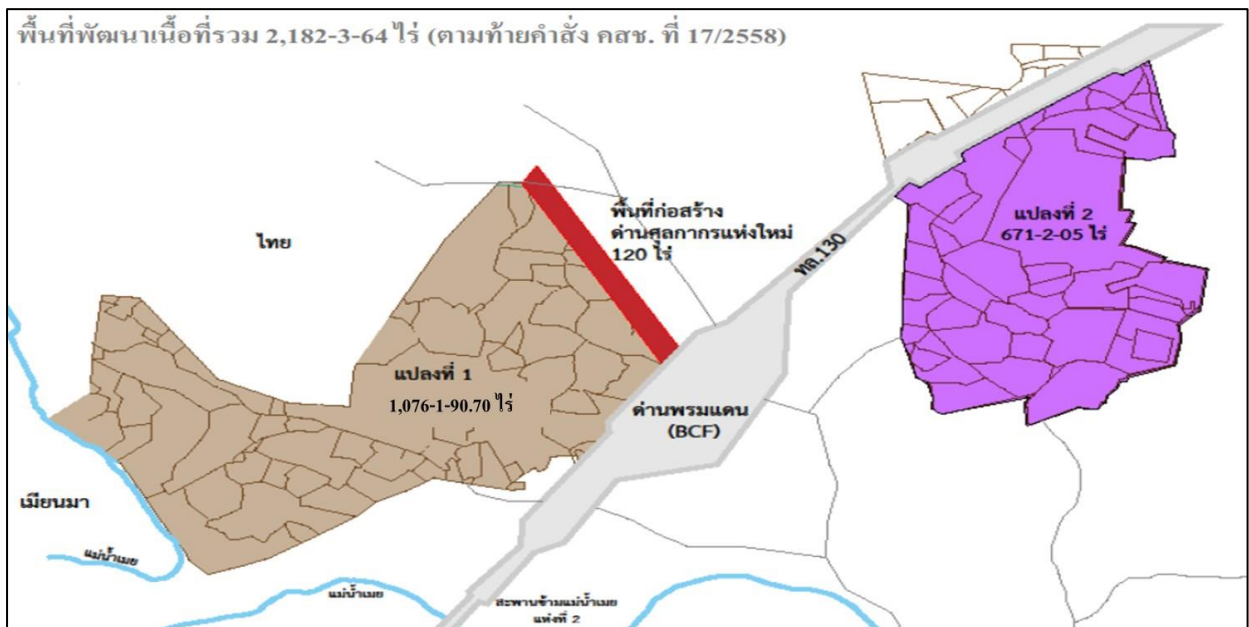 พื้นที่พัฒนาเนื้อที่รวม 2,182-3-64 ไร่ (ตามท้ายคำสั่ง คสช. ที่ 17/2558)
พื้นที่ก่อสร้าง
ด่านศุลกากรแห่งใหม่
120 ไร่
ไทย
ทล.130
แปลงที่ 2
671-2-05 ไร่
แปลงที่ 1
1,076-1-90.70 ไร่
ด่านพรมแดน
(BCF)
เมียนมา
แม่น้ำเมย
แม่น้ำเมย
สะพานข้ามแม่น้ำเมย
แห่งที่ 2